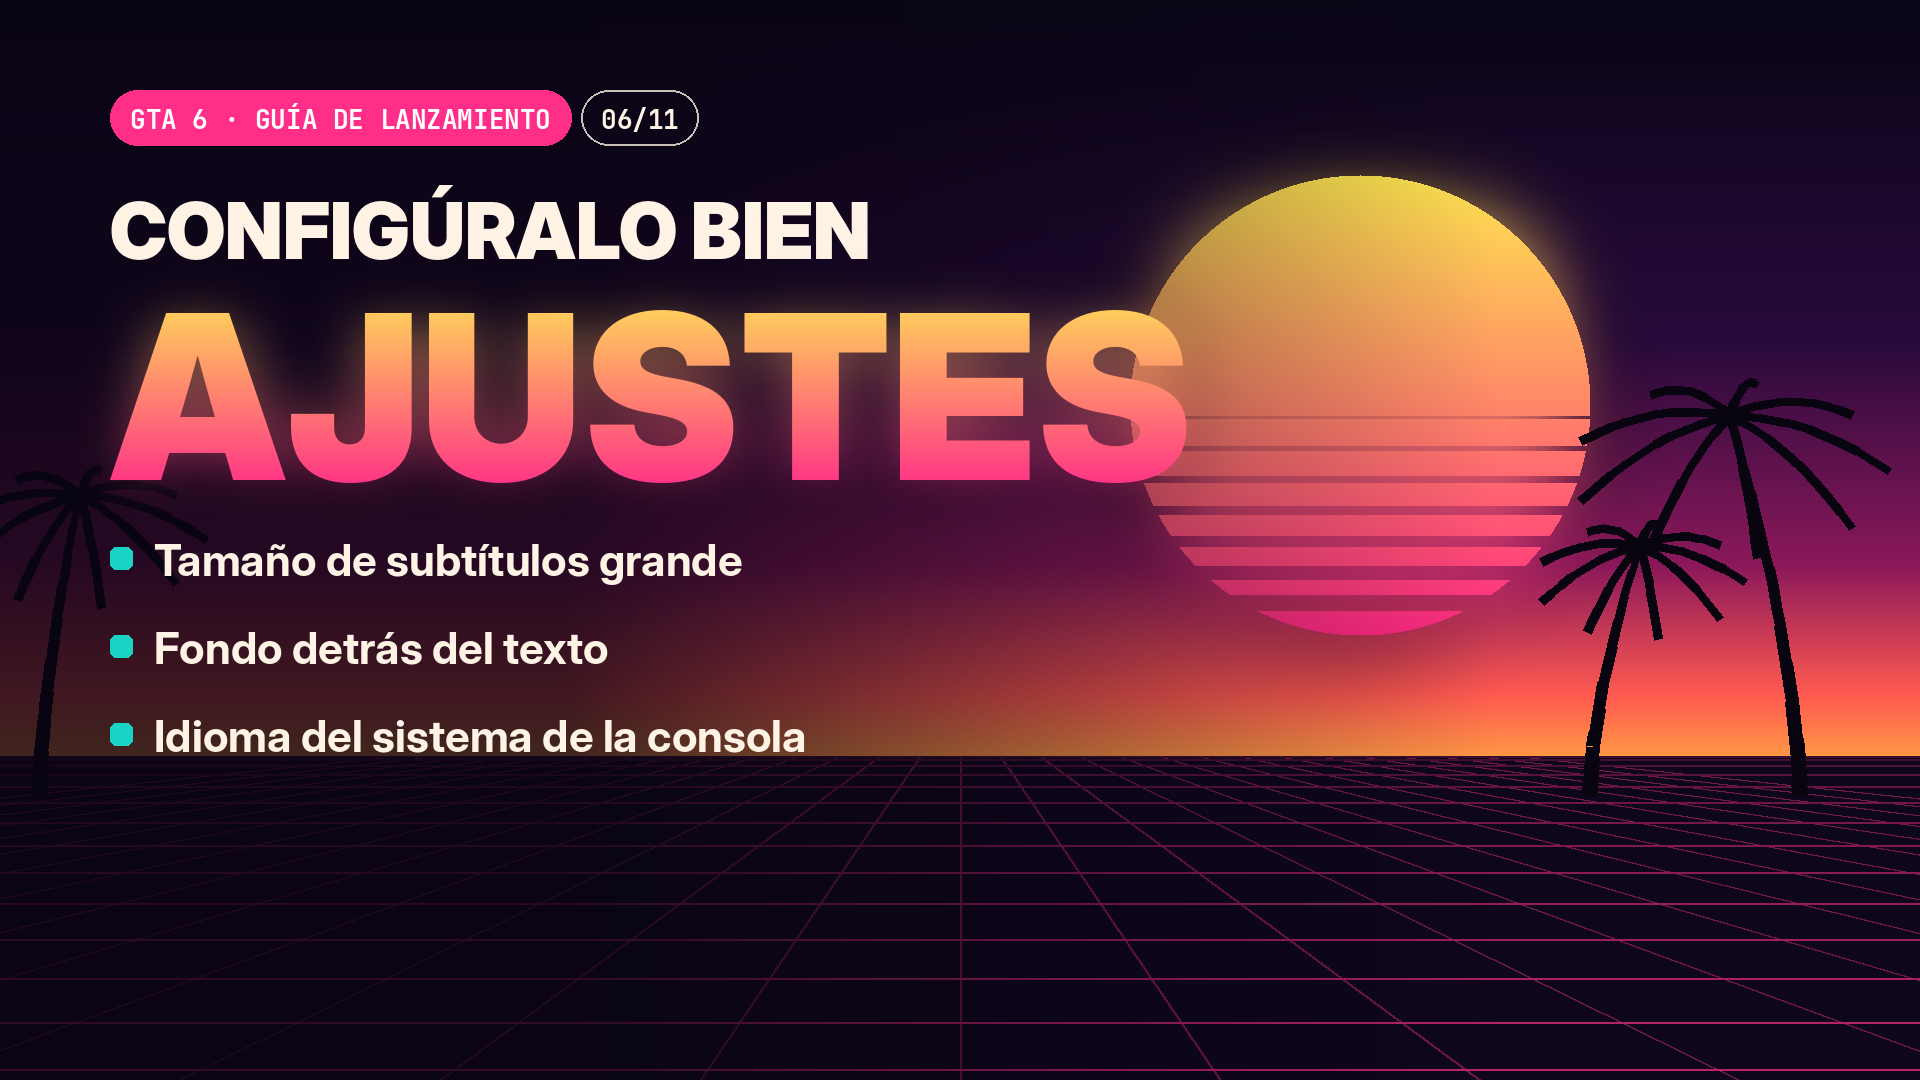 GTA 6 · GUÍA DE LANZAMIENTO 06/11
CONFIGÚRALO BIEN
AJUSTES
Tamaño de subtítulos grande
Fondo detrás del texto
Idioma del sistema de la consola